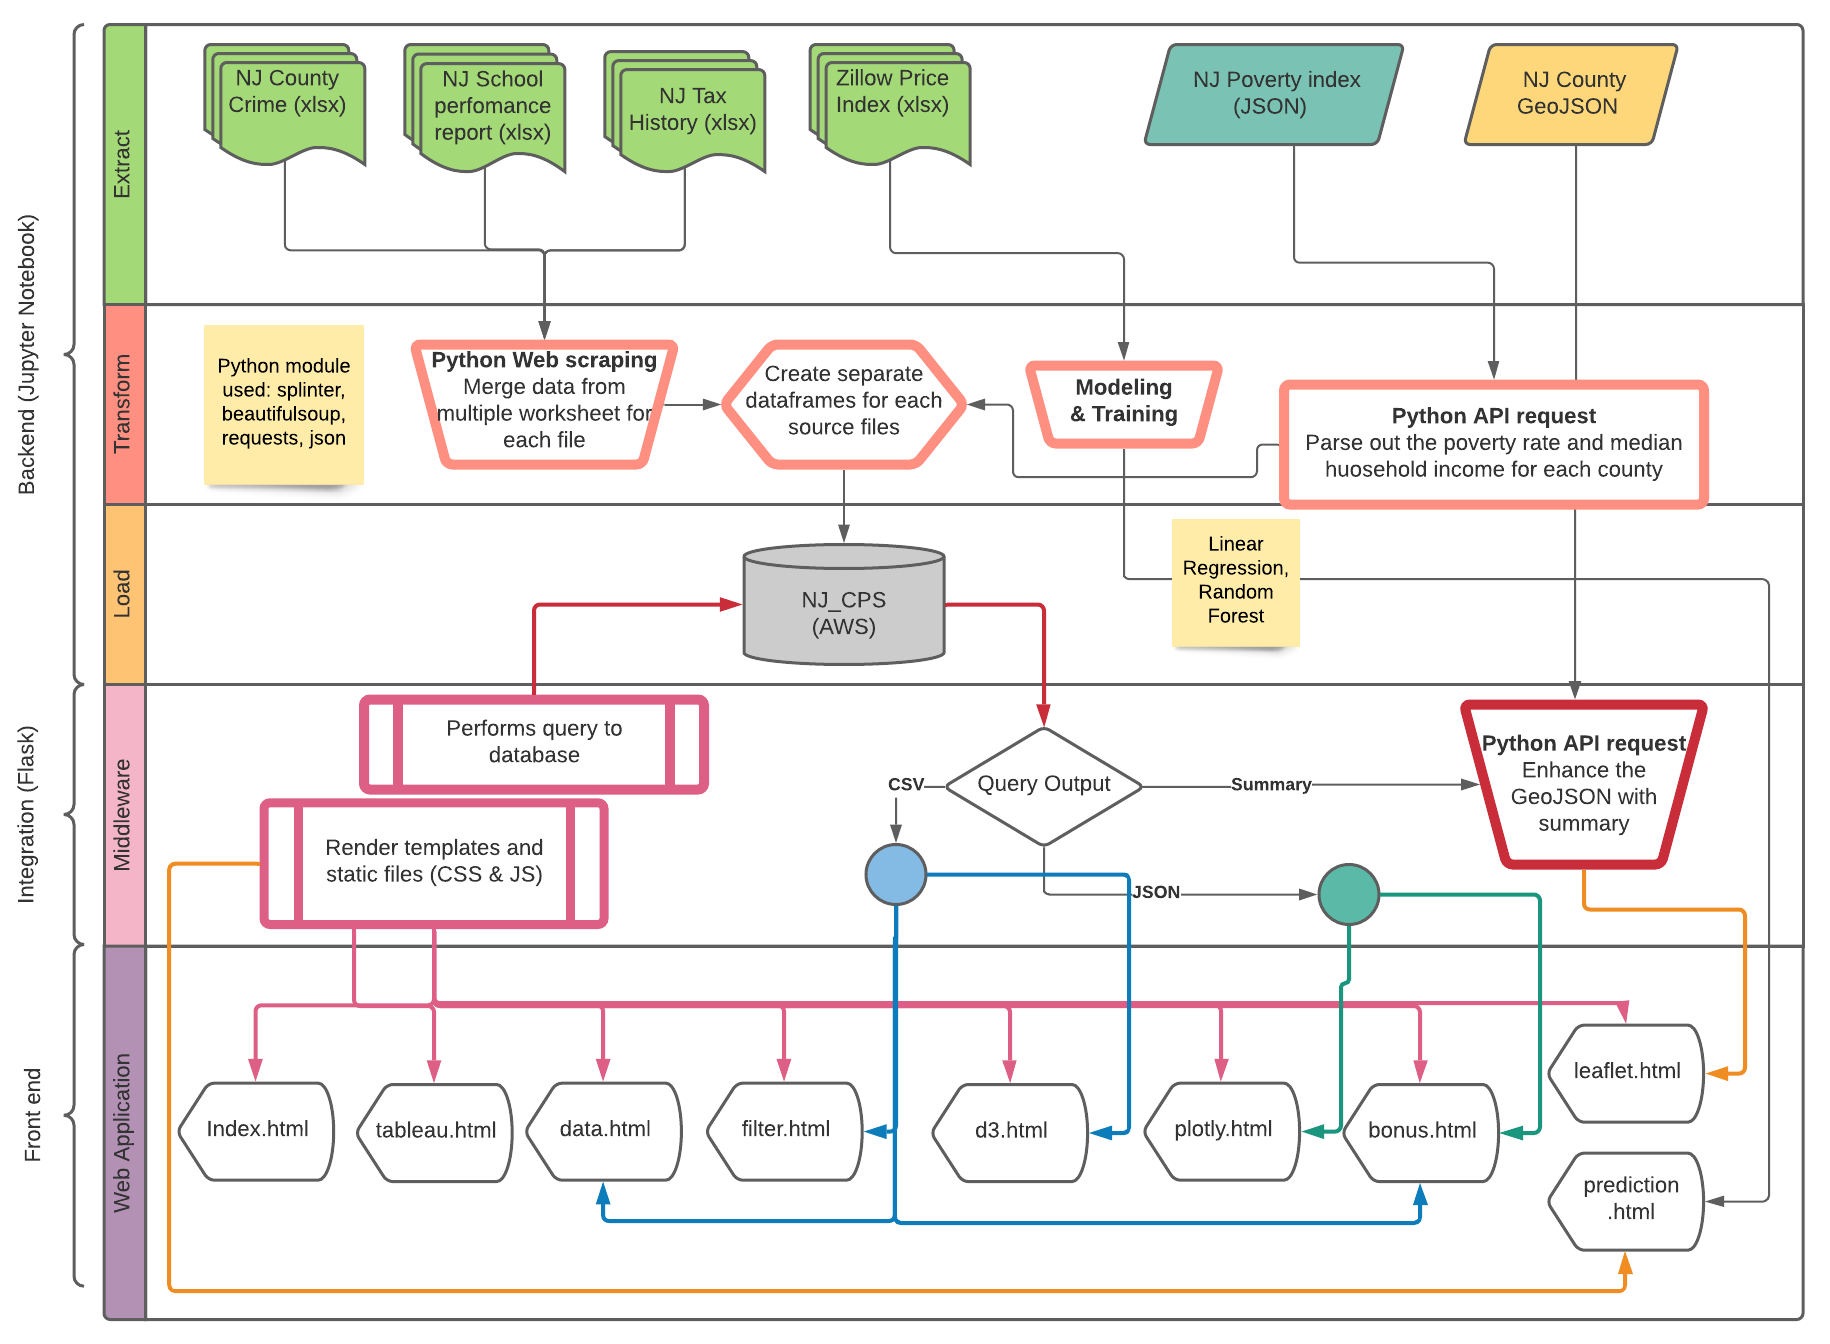 Backend (Jupyter Notebook)
Integration (Flask)
Front end
Extract
NJ County
Crime (xlsx)
NJ School
perfomance
report (xlsx)
NJ Tax
History (xlsx)
Zillow Price
Index (xlsx)
NJ Poverty index
(JSON)
NJ County
GeoJSON
Transform
Python module
used: splinter,
beautifulsoup,
requests, json
Python Web scraping
Merge data from
multiple worksheet for
each file
Create separate
dataframes for each
source files
Modeling
& Training
Python API request
Parse out the poverty rate and median
huosehold income for each county
Load
NJ_CPS
(AWS)
Linear
Regression,
Random
Forest
Middleware
Performs query to
database
Render templates and
static files (CSS & JS)
CSV
Query Output
Summary
JSON
Python API request
Enhance the
GeoJSON with
summary
Web Application
Index.html
tableau.html
data.html
filter.html
d3.html
plotly.html
bonus.html
leaflet.html
prediction
.html